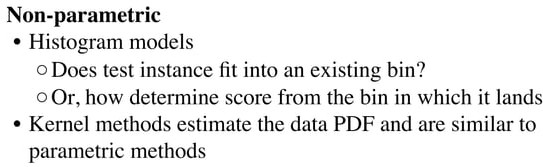 Non-parametric
• Histogram models
○ Does test instance fit into an existing bin?
○ Or, how determine score from the bin in which it lands
• Kernel methods estimate the data PDF and are similar to
parametric methods